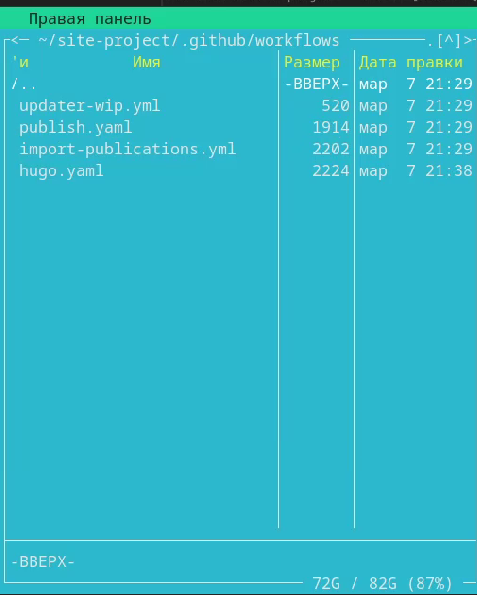 Правая панель
<─ ~/site-project/.github/workflows ─.[^]>
'и Имя Размер Дата правки
/.. -ВВЕРХ- мар 7 21:29
updater-wip.yml 520 мар 7 21:29
publish.yaml 1914 мар 7 21:29
import-publications.yml 2202 мар 7 21:29
hugo.yaml 2224 мар 7 21:38
-ВВЕРХ-
72G / 82G (87%)